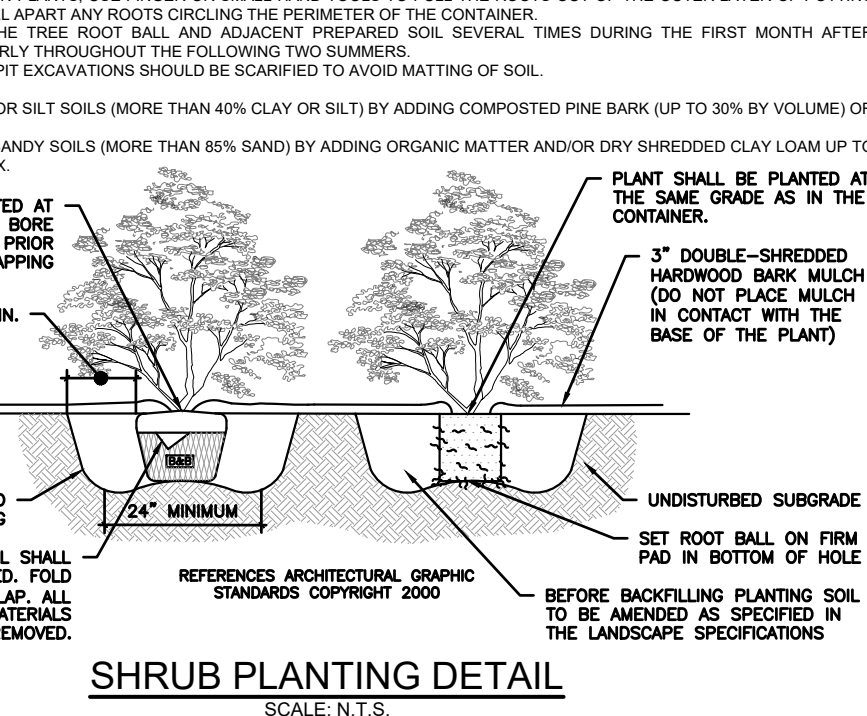 AL APART ANY ROOTS CIRCLING THE PERIMETER OF THE CONTAINER.
HE TREE ROOT BALL AND ADJACENT PREPARED SOIL SEVERAL TIMES DURING THE FIRST MONTH AFTER
RLY THROUGHOUT THE FOLLOWING TWO SUMMERS.
PIT EXCAVATIONS SHOULD BE SCARIFIED TO AVOID MATTING OF SOIL.
OR SILT SOILS (MORE THAN 40% CLAY OR SILT) BY ADDING COMPOSTED PINE BARK (UP TO 30% BY VOLUME) OR
ANDY SOILS (MORE THAN 85% SAND) BY ADDING ORGANIC MATTER AND/OR DRY SHREDDED CLAY LOAM UP TO
X.
TED AT
BORE
PRIOR
APPING
IN.
PLANT SHALL BE PLANTED AT
THE SAME GRADE AS IN THE
CONTAINER.
3" DOUBLE-SHREDDED
HARDWOOD BARK MULCH
(DO NOT PLACE MULCH
IN CONTACT WITH THE
BASE OF THE PLANT)
B&B
24" MINIMUM
L SHALL
ED. FOLD
LAP. ALL
ATERIALS
REMOVED.
UNDISTURBED SUBGRADE
SET ROOT BALL ON FIRM
PAD IN BOTTOM OF HOLE
BEFORE BACKFILLING PLANTING SOIL
TO BE AMENDED AS SPECIFIED IN
THE LANDSCAPE SPECIFICATIONS
REFERENCES ARCHITECTURAL GRAPHIC
STANDARDS COPYRIGHT 2000
SHRUB PLANTING DETAIL
SCALE: N.T.S.